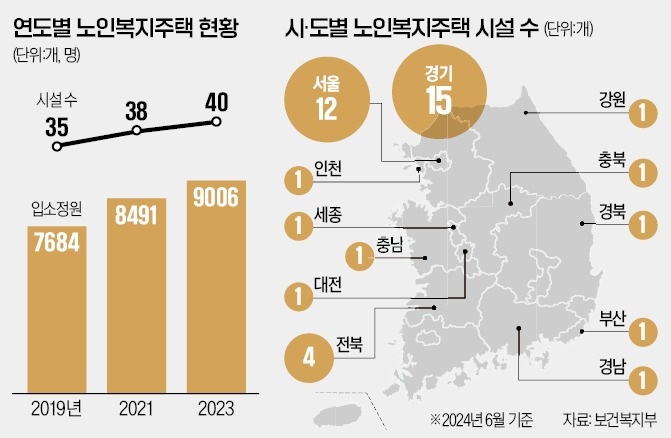 연도별 노인복지주택 현황
(단위:개, 명)
시설 수
35
38
40
입소정원
7684
8491
9006
2019년
2021
2023
시·도별 노인복지주택 시설 수 (단위:개)
서울
12
경기
15
강원
1
인천
1
충북
1
세종
1
경북
1
충남
1
대전
1
부산
1
전북
4
경남
1
※2024년 6월 기준
자료: 보건복지부